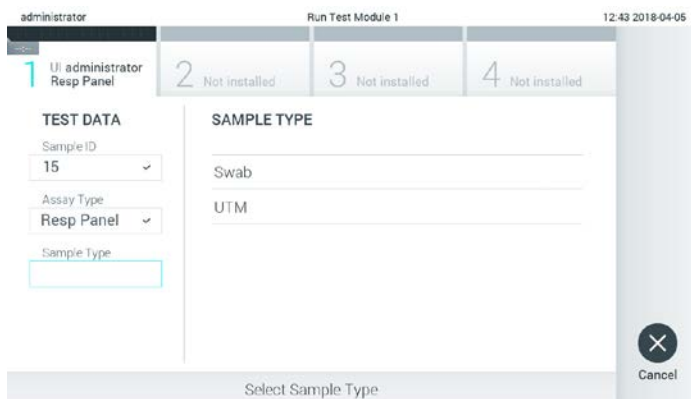 administrator Run Test Module 1 12:43 2018-04-05
1 UI administrator 2 Not installed 3 Not installed 4 Not installed
Resp Panel
TEST DATA SAMPLE TYPE
Sample ID
15
Swab
Assay Type
UTM
Resp Panel
Sample Type
Cancel
Select Sample Type